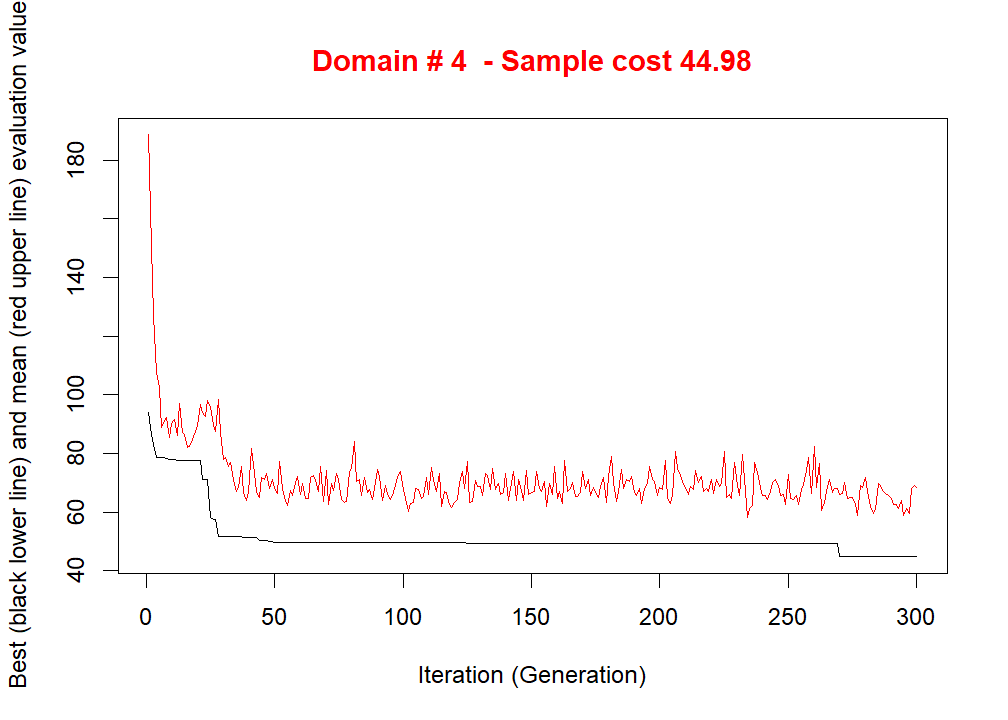 Domain # 4  - Sample cost 44.98
Best (black lower line) and mean (red upper line) evaluation value
180
140
100
80
60
40
0 50 100 150 200 250 300
Iteration (Generation)